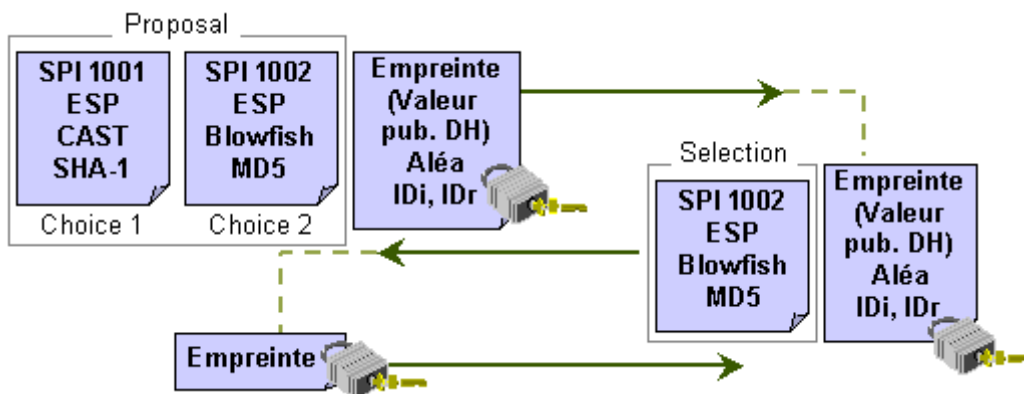 Proposal
SPI 1001
ESP
CAST
SHA-1
Choice 1
SPI 1002
ESP
Blowfish
MD5
Choice 2
Empreinte
(Valeur
pub. DH)
Aléa
IDi, IDr
Selection
SPI 1002
ESP
Blowfish
MD5
Empreinte
(Valeur
pub. DH)
Aléa
IDi, IDr
Empreinte